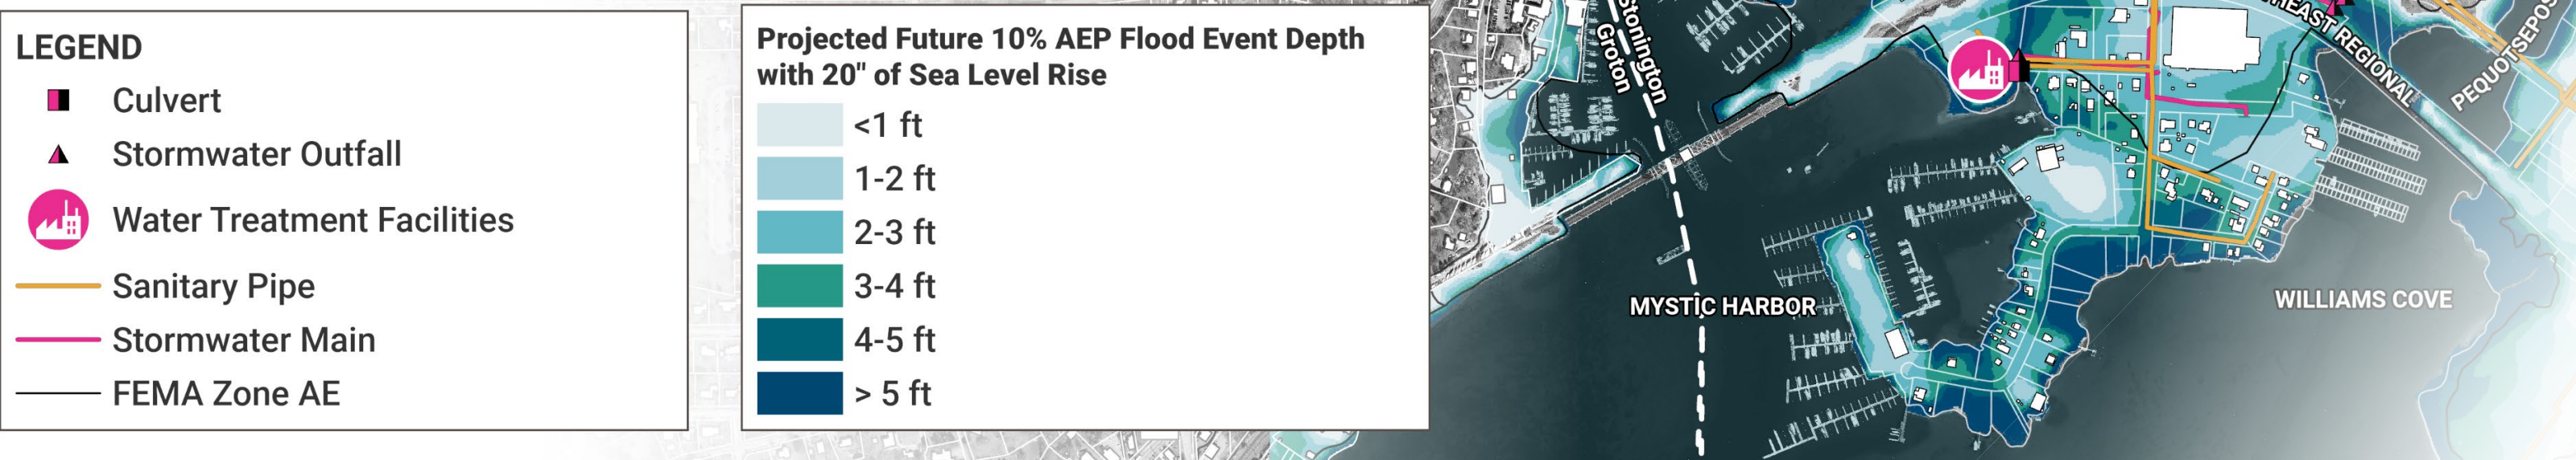 LEGEND
Culvert
Stormwater Outfall
Water Treatment Facilities
Sanitary Pipe
Stormwater Main
FEMA Zone AE
Projected Future 10% AEP Flood Event Depth
with 20" of Sea Level Rise
<1 ft
1-2 ft
2-3 ft
3-4 ft
4-5 ft
> 5 ft
Stonington
Groton
MYSTIC HARBOR
WILLIAMS COVE
REGIONAL